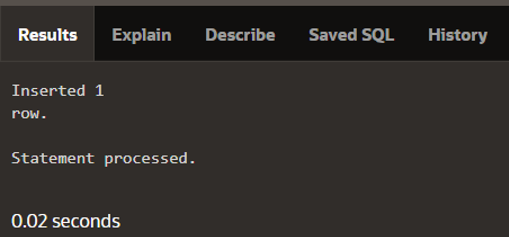 Results Explain Describe Saved SQL History
Inserted 1
row.
Statement processed.
0.02 seconds